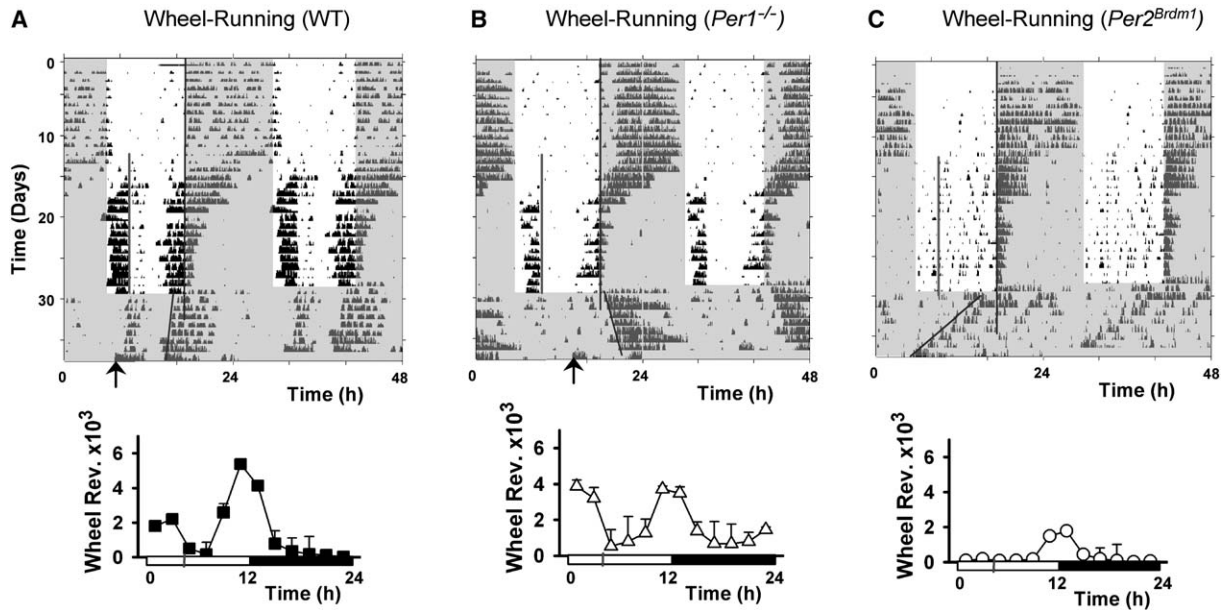 A Wheel-Running (WT)
B Wheel-Running (Per1-/-)
C Wheel-Running (Per2Brdm1)
Time (Days)
0
10
20
30
0 24 48
Time (h)
0 24 48
Time (h)
0 24 48
Time (h)
Wheel Rev. x10³
6
4
2
0
0 12 24
Time (h)
Wheel Rev. x10³
6
4
2
0
0 12 24
Time (h)
Wheel Rev. x10³
6
4
2
0
0 12 24
Time (h)